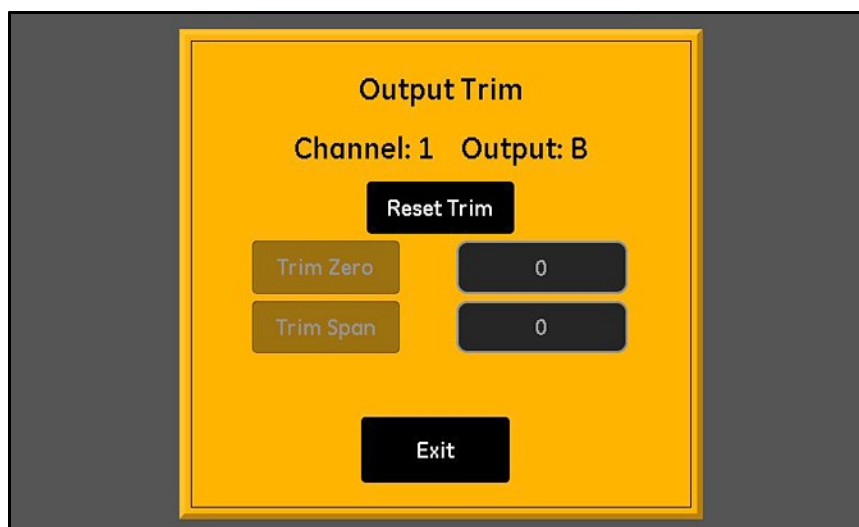 Output Trim
Channel: 1 Output: B
Reset Trim
Trim Zero 0
Trim Span 0
Exit